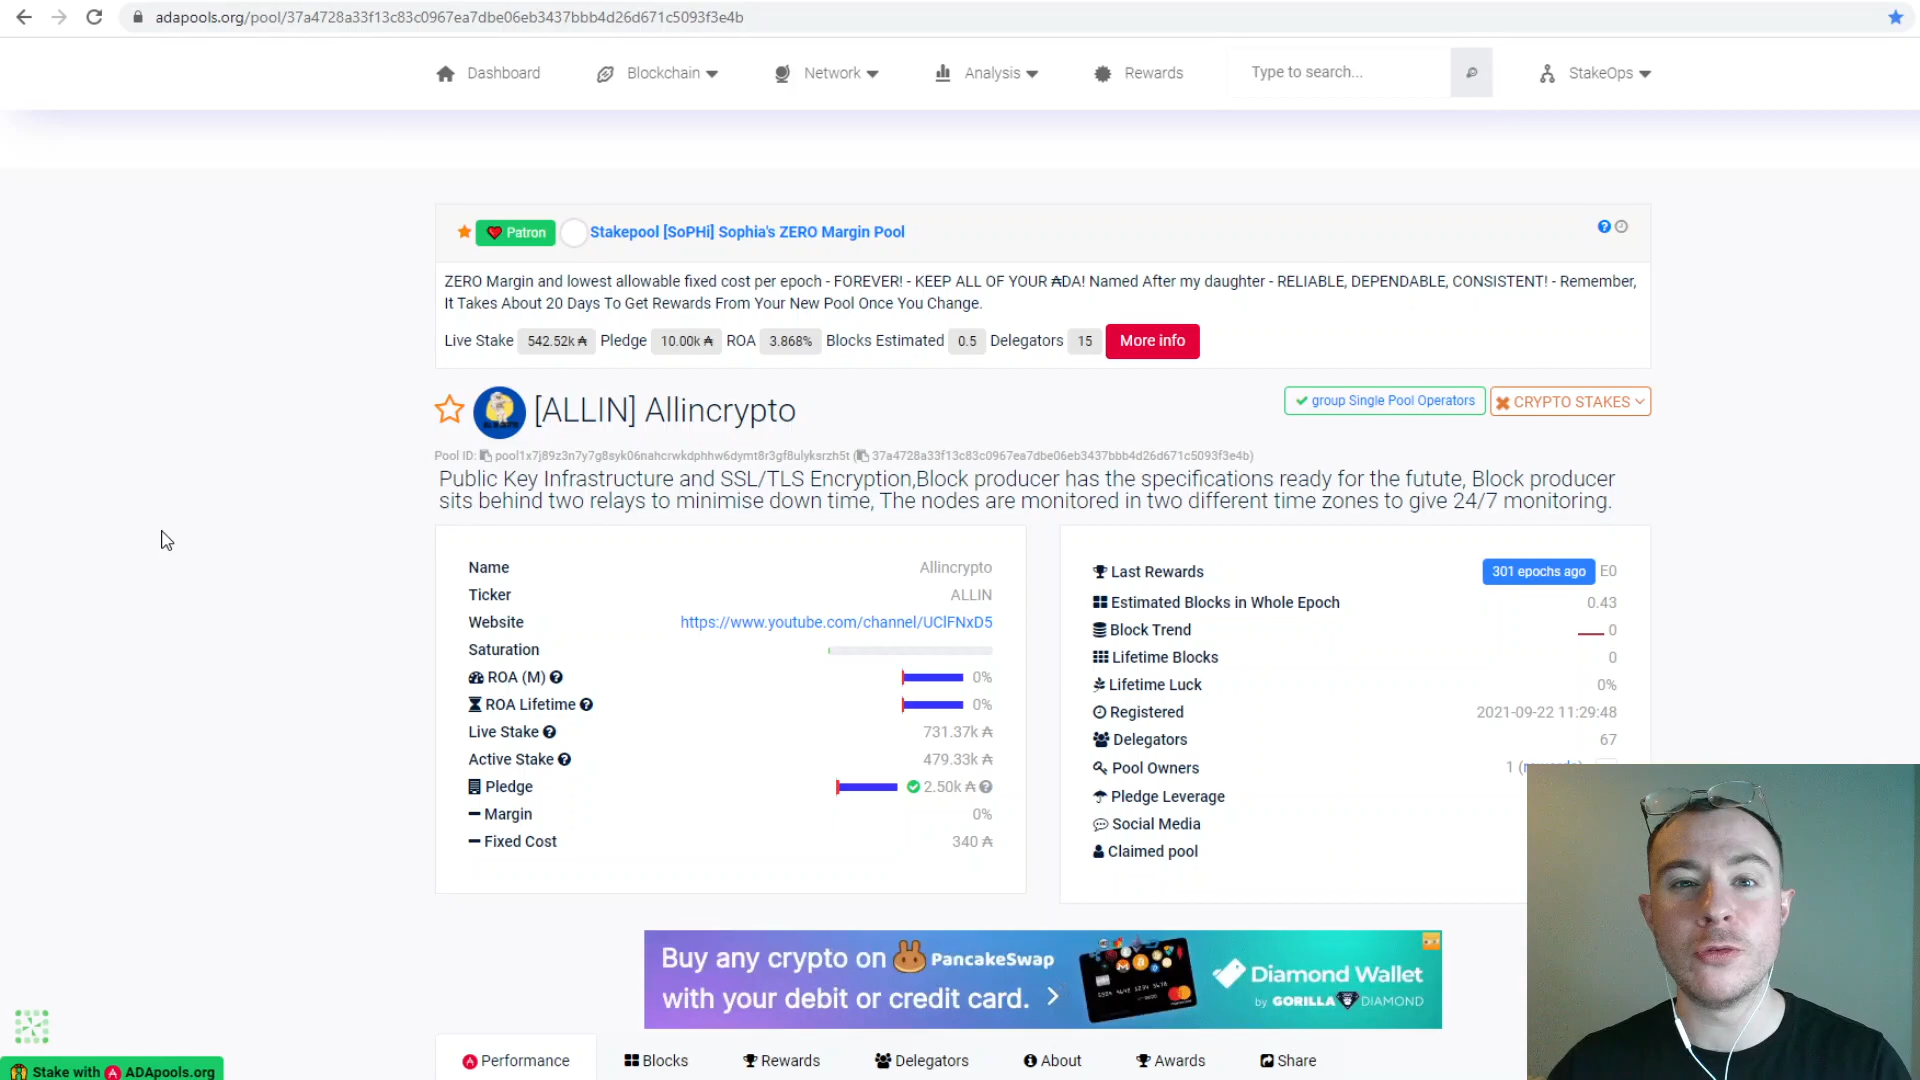 adapools.org/pool/37a4728a33f13c83c0967ea7dbe06eb3437bbb4d26d671c5093f3e4b
Dashboard Blockchain Network Analysis Rewards Type to search... StakeOps
Patron Stakepool [SoPHi] Sophia's ZERO Margin Pool
ZERO Margin and lowest allowable fixed cost per epoch - FOREVER! - KEEP ALL OF YOUR ₳DA! Named After my daughter - RELIABLE, DEPENDABLE, CONSISTENT! - Remember,
It Takes About 20 Days To Get Rewards From Your New Pool Once You Change.
Live Stake 542.52k ₳ Pledge 10.00k ₳ ROA 3.868% Blocks Estimated 0.5 Delegators 15 More info
[ALLIN] Allincrypto
group Single Pool Operators CRYPTO STAKES
Pool ID: pool1x7j89z3n7y7g8syk06nahcrwkdphhw6dymt8r3gf8ulyksrzh5t (37a4728a33f13c83c0967ea7dbe06eb3437bbb4d26d671c5093f3e4b)
Public Key Infrastructure and SSL/TLS Encryption,Block producer has the specifications ready for the futute, Block producer
sits behind two relays to minimise down time, The nodes are monitored in two different time zones to give 24/7 monitoring.
Name Allincrypto
Ticker ALLIN
Website https://www.youtube.com/channel/UClFNxD5
Saturation
ROA (M) 0%
ROA Lifetime 0%
Live Stake 731.37k ₳
Active Stake 479.33k ₳
Pledge 2.50k ₳
Margin 0%
Fixed Cost 340 ₳
Last Rewards 301 epochs ago E0
Estimated Blocks in Whole Epoch 0.43
Block Trend 0
Lifetime Blocks 0
Lifetime Luck 0%
Registered 2021-09-22 11:29:48
Delegators 67
Pool Owners 1
Pledge Leverage
Social Media
Claimed pool
Buy any crypto on PancakeSwap
with your debit or credit card.
Diamond Wallet
by GORILLA DIAMOND
Performance Blocks Rewards Delegators About Awards Share
Stake with ADApools.org